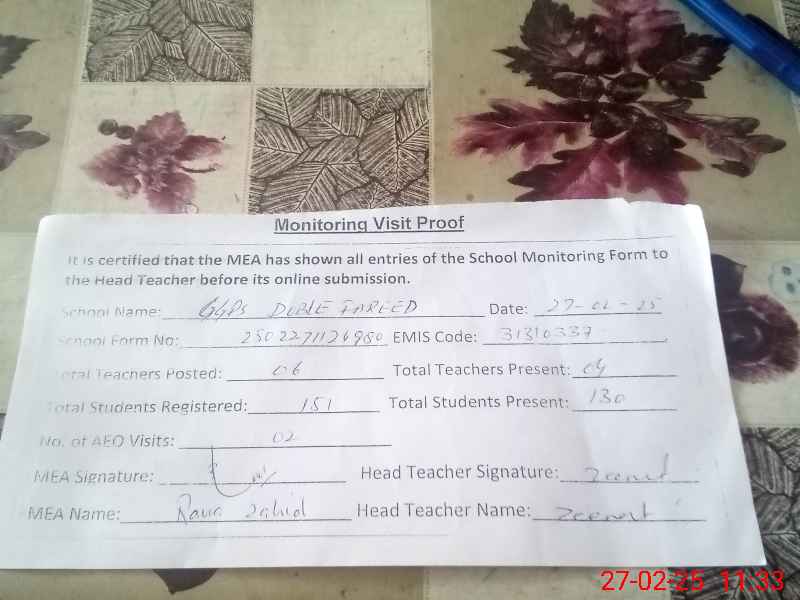 Monitoring Visit Proof
It is certified that the MEA has shown all entries of the School Monitoring Form to
the Head Teacher before its online submission.
School Name: GGPS DUBLE FAREED Date: 27-02-25
School Form No: 2502271126980 EMIS Code: 31310337
Total Teachers Posted: 06 Total Teachers Present: 04
Total Students Registered: 151 Total Students Present: 130
No. of AEO Visits: 02
MEA Signature: Head Teacher Signature: Zeenat
MEA Name: Rana Zahid Head Teacher Name: Zeenat
27-02-25 11:33